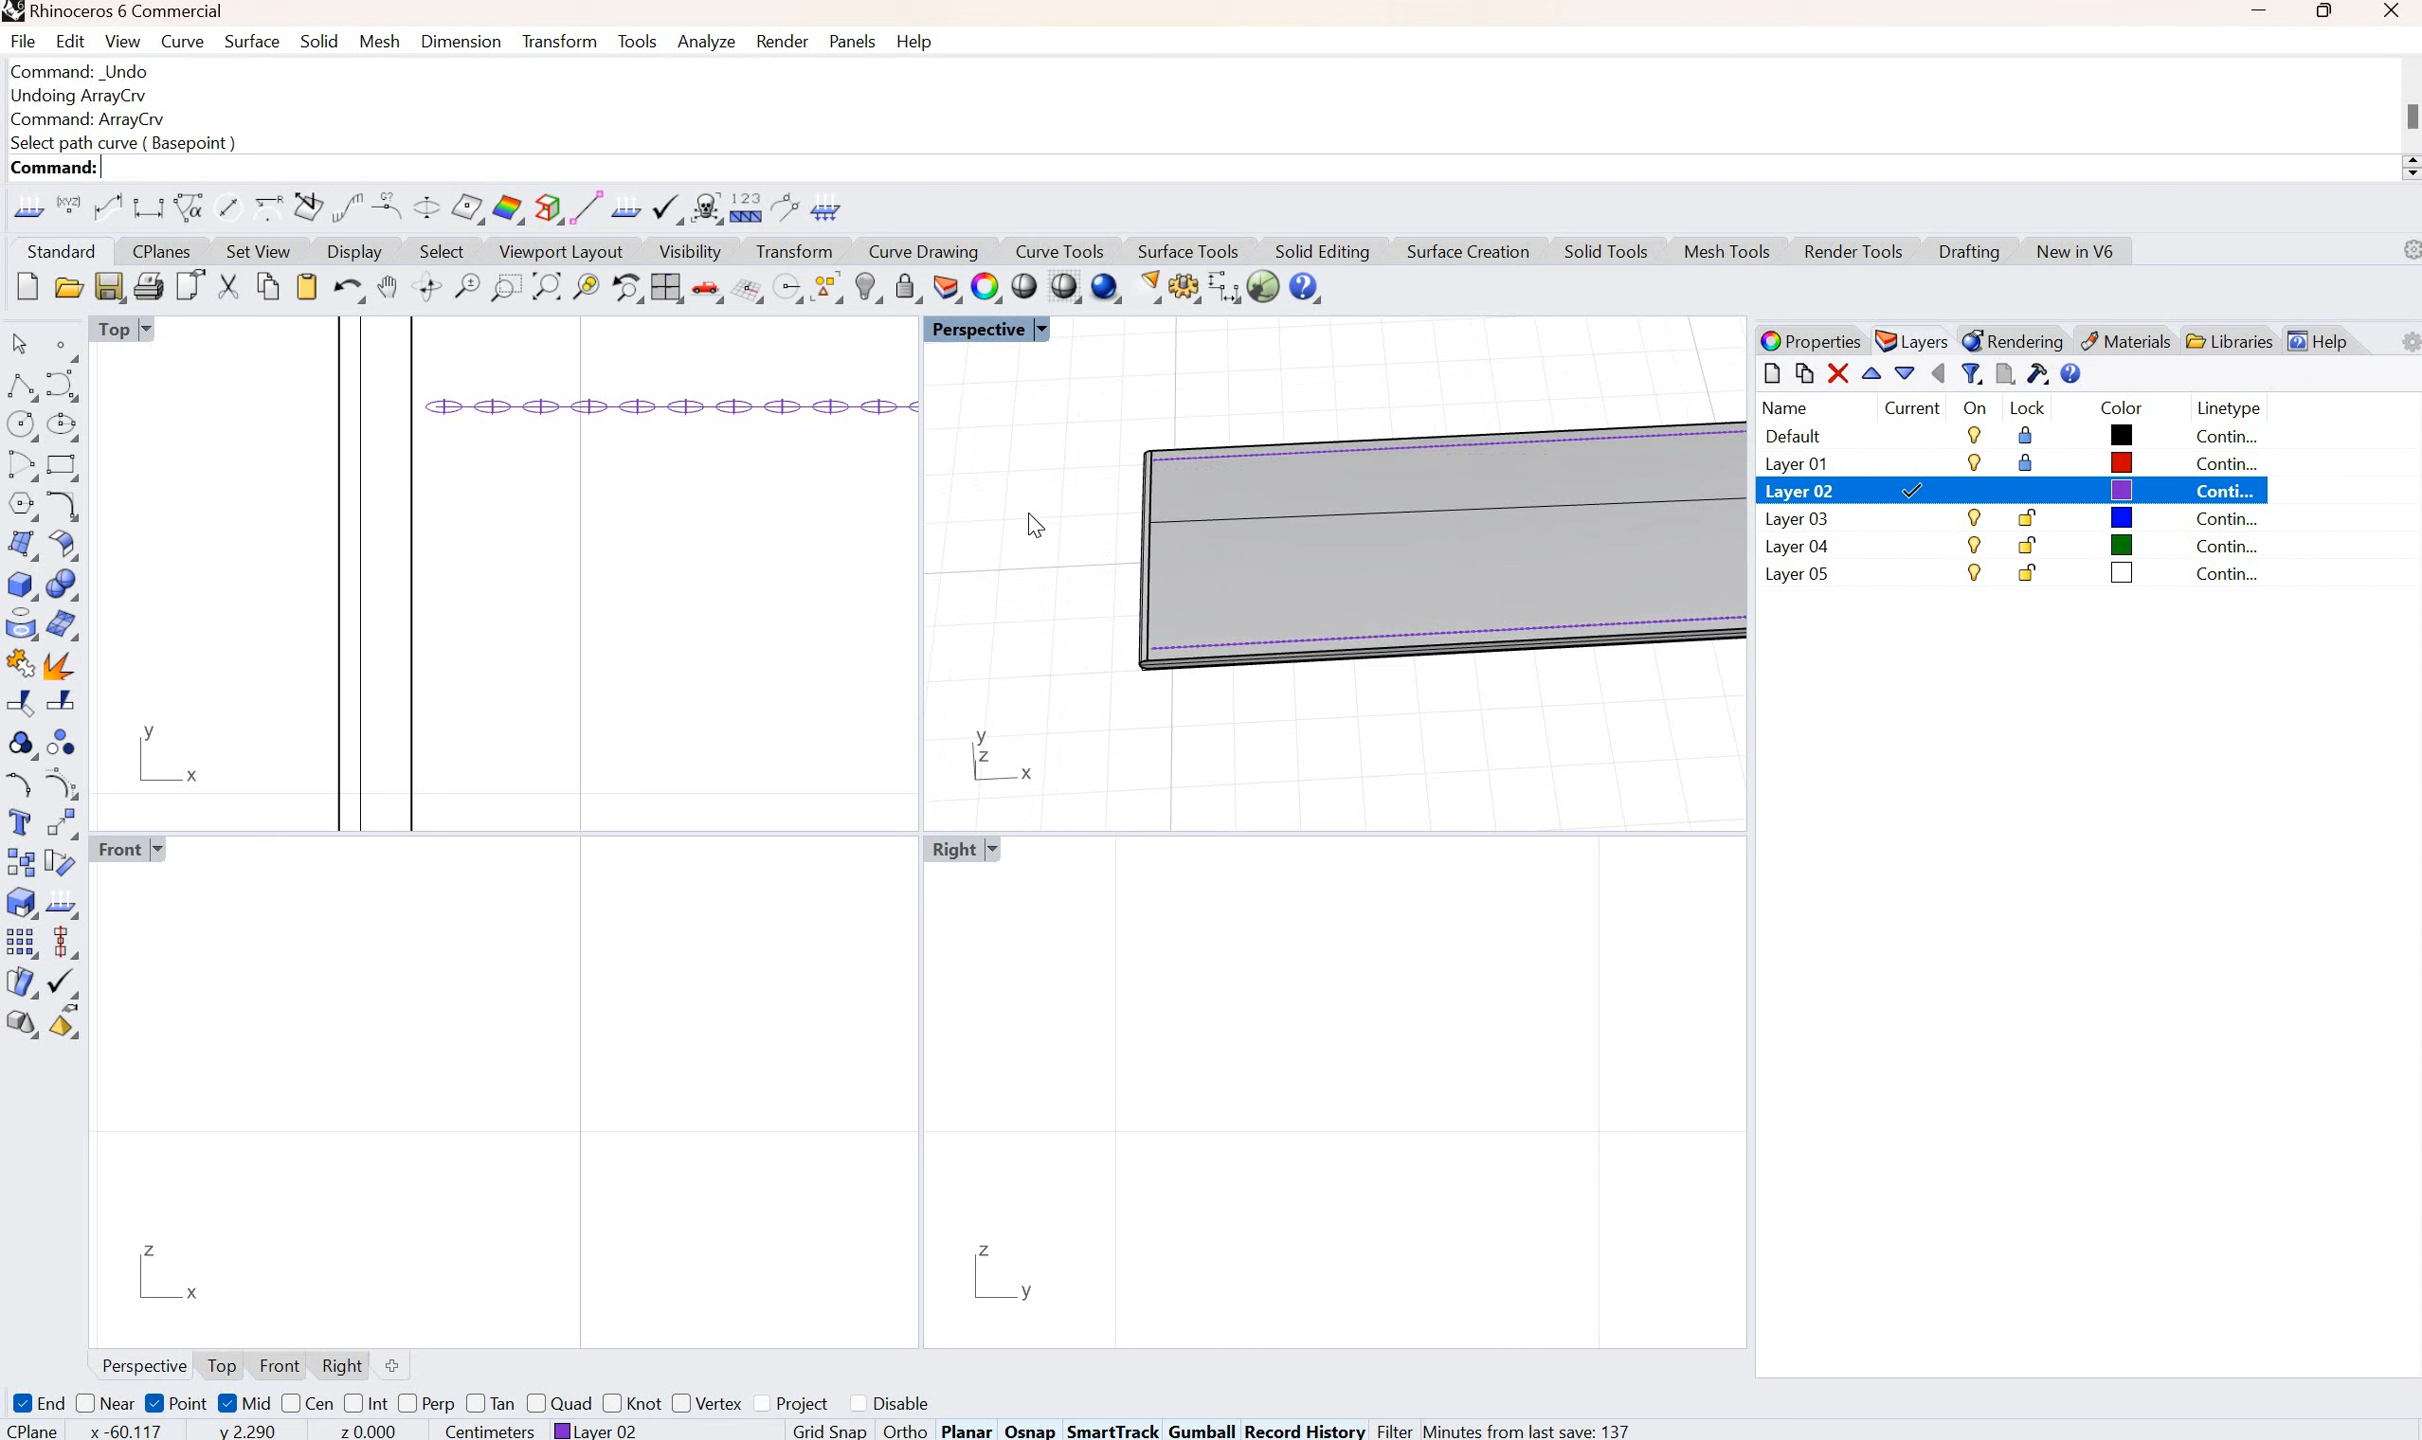 Rhinoceros 6 Commercial
File Edit View Curve Surface Solid Mesh Dimension Transform Tools Analyze Render Panels Help
Command: _Undo
Undoing ArrayCrv
Command: ArrayCrv
Select path curve ( Basepoint )
Command:
Standard CPlanes Set View Display Select Viewport Layout Visibility Transform Curve Drawing Curve Tools Surface Tools Solid Editing Surface Creation Solid Tools Mesh Tools Render Tools Drafting New in V6
Top
y
x
Perspective
y
z
x
Front
z
x
Right
z
y
Properties Layers Rendering Materials Libraries Help
Name Current On Lock Color Linetype
Default Contin...
Layer 01 Contin...
Layer 02 Conti...
Layer 03 Contin...
Layer 04 Contin...
Layer 05 Contin...
Perspective Top Front Right
End Near Point Mid Cen Int Perp Tan Quad Knot Vertex Project Disable
CPlane x -60.117 y 2.290 z 0.000 Centimeters Layer 02 Grid Snap Ortho Planar Osnap SmartTrack Gumball Record History Filter Minutes from last save: 137